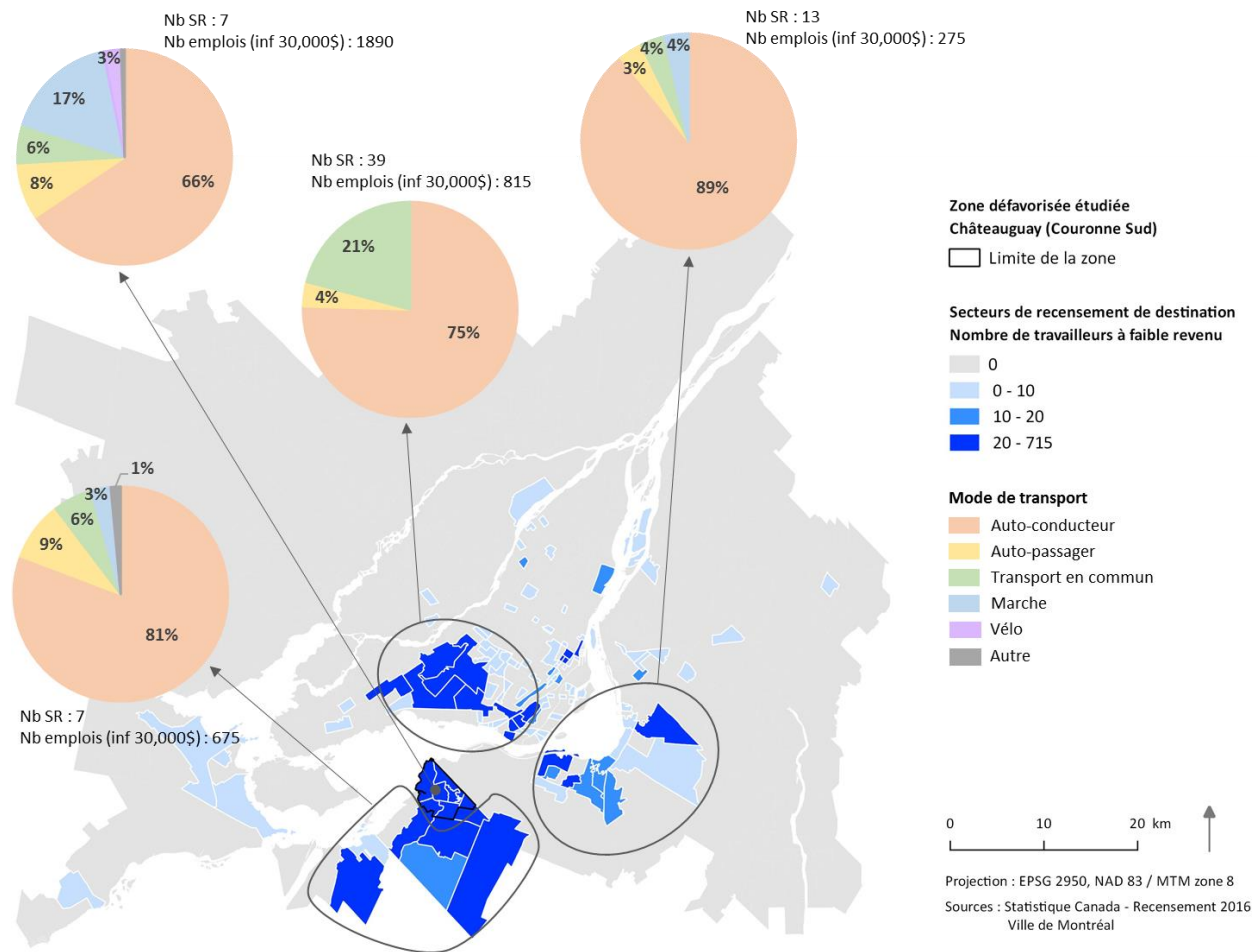 Nb SR : 7
Nb emplois (inf 30,000$) : 1890
3%
17%
6%
8%
66%
Nb SR : 13
Nb emplois (inf 30,000$) : 275
4%
4%
3%
89%
Nb SR : 39
Nb emplois (inf 30,000$) : 815
21%
4%
75%
1%
3%
6%
9%
81%
Nb SR : 7
Nb emplois (inf 30,000$) : 675
Zone défavorisée étudiée
Châteauguay (Couronne Sud)
Limite de la zone
Secteurs de recensement de destination
Nombre de travailleurs à faible revenu
0
0 - 10
10 - 20
20 - 715
Mode de transport
Auto-conducteur
Auto-passager
Transport en commun
Marche
Vélo
Autre
0 10 20 km
Projection : EPSG 2950, NAD 83 / MTM zone 8
Sources : Statistique Canada - Recensement 2016
Ville de Montréal